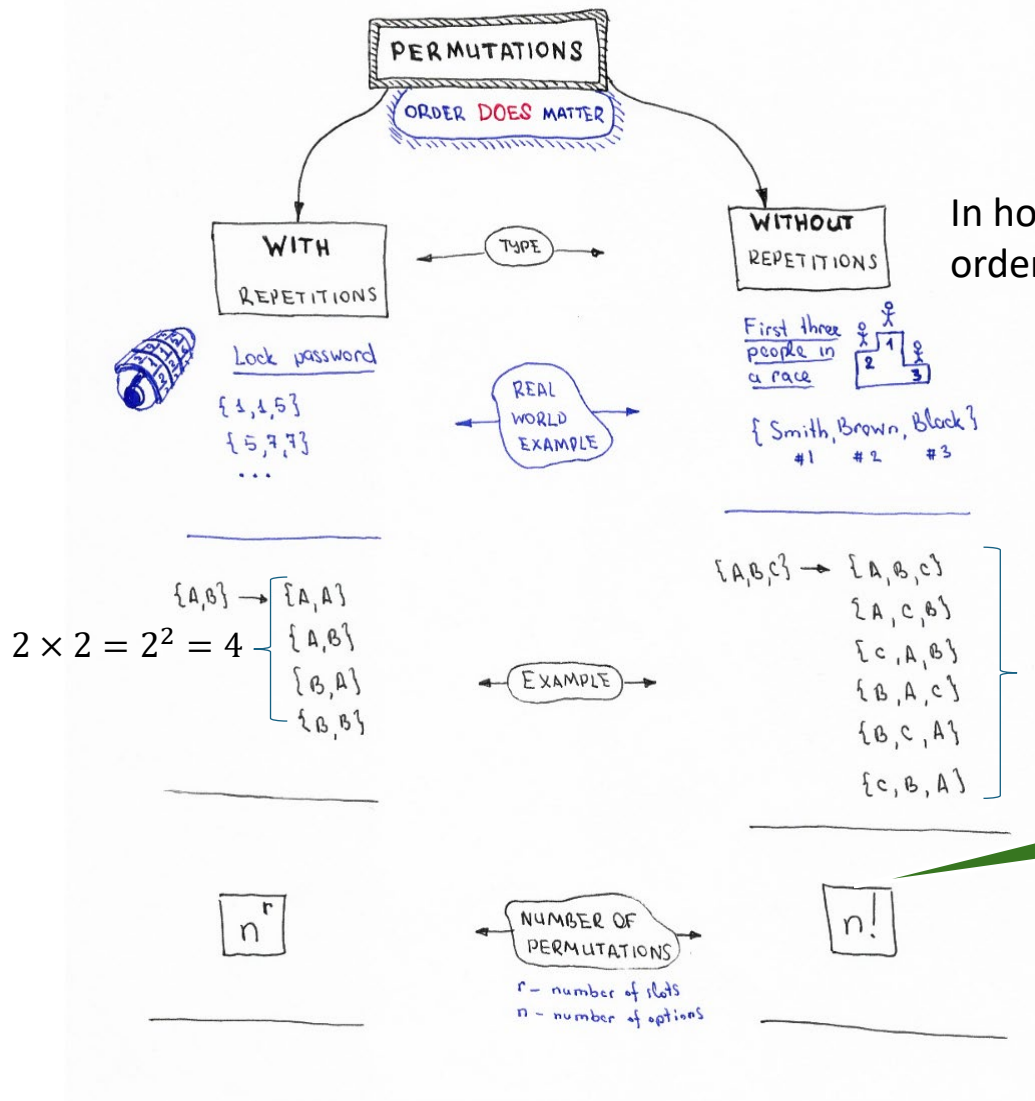 PERMUTATIONS
ORDER DOES MATTER
WITH
REPETITIONS
TYPE
WITHOUT
REPETITIONS
In ho
order
Lock password
{1,1,5}
{5,7,7}
...
REAL
WORLD
EXAMPLE
First three
people in
a race
1
2
3
{Smith, Brown, Black}
#1 #2 #3
2 × 2 = 2² = 4
{A,B} → {A,A}
{A,B}
{B,A}
{B,B}
EXAMPLE
{A,B,C} → {A,B,C}
{A,C,B}
{C,A,B}
{B,A,C}
{B,C,A}
{C,B,A}
nʳ
NUMBER OF
PERMUTATIONS
r - number of slots
n - number of options
n!